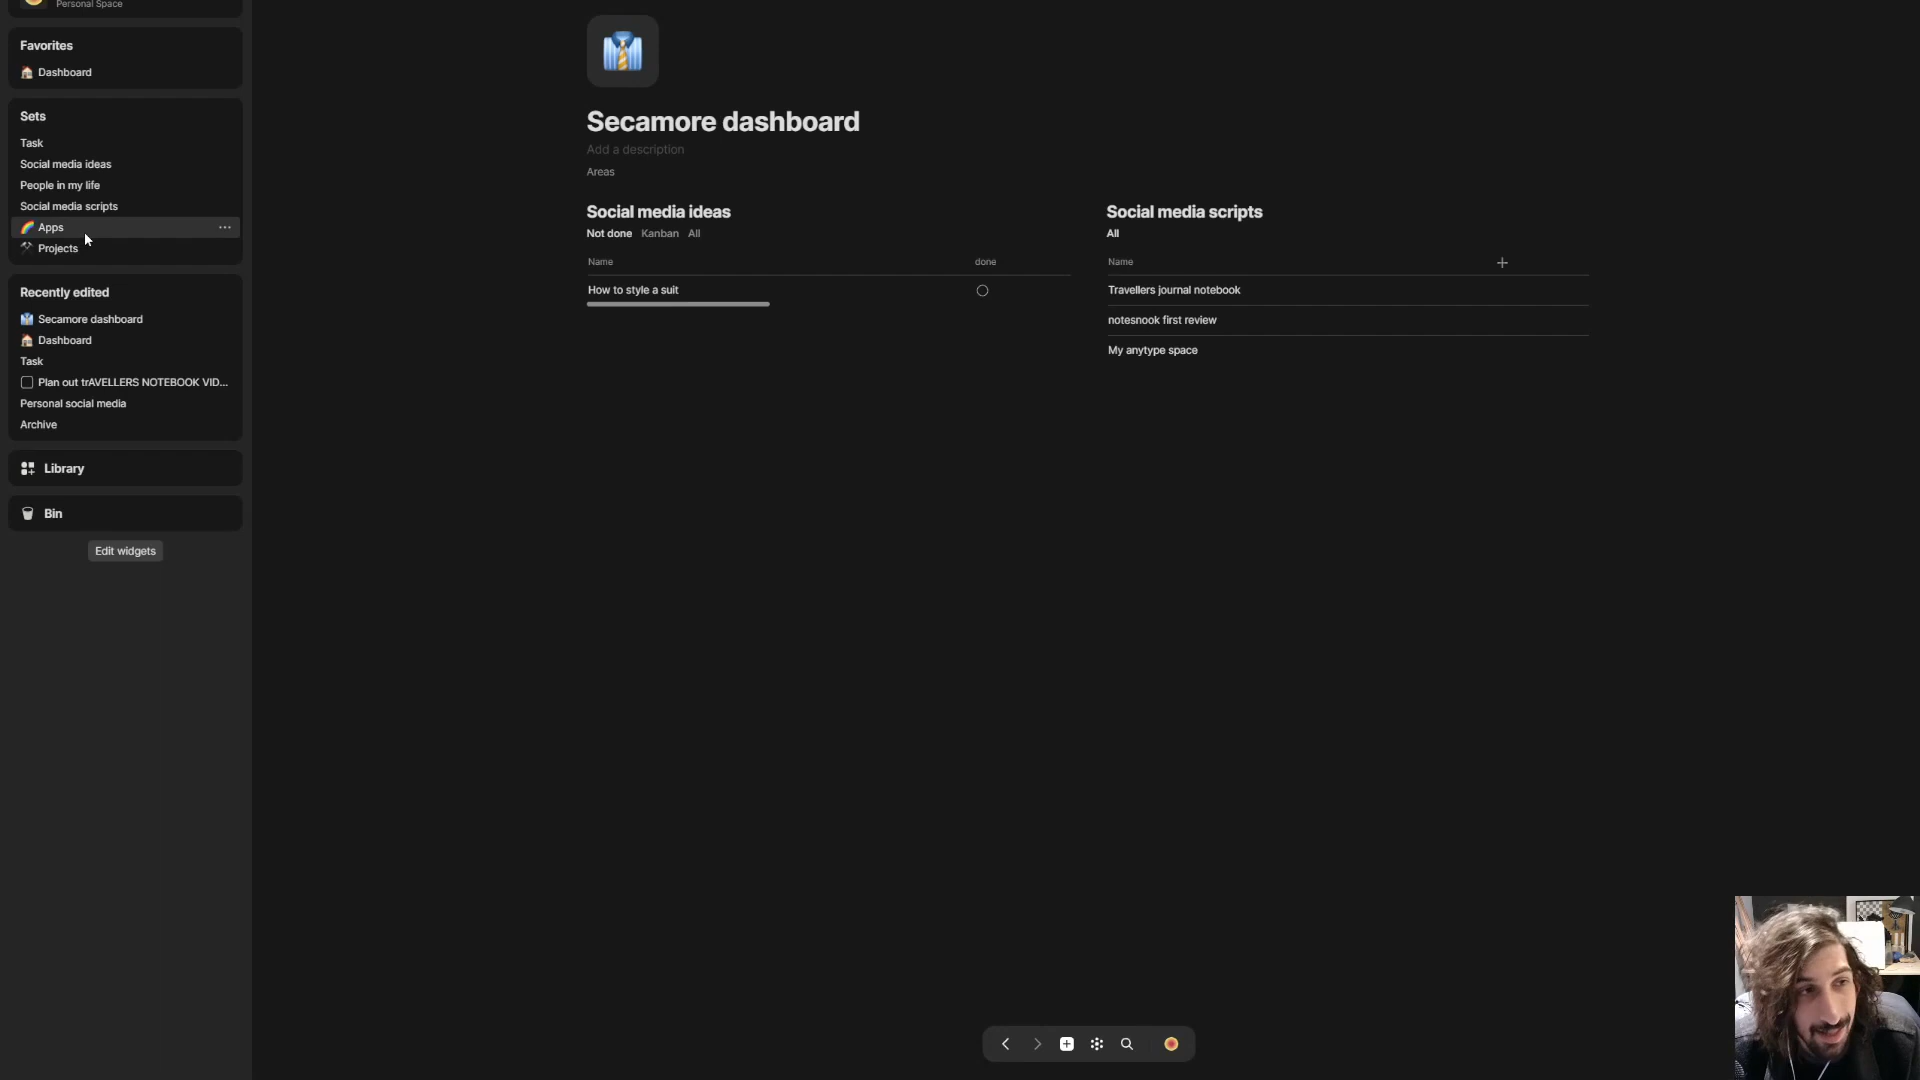 Personal Space
Favorites
Dashboard
Sets
Task
Social media ideas
People in my life
Social media scripts
Apps
Projects
Recently edited
Secamore dashboard
Dashboard
Task
Plan out trAVELLERS NOTEBOOK VID...
Personal social media
Archive
Library
Bin
Edit widgets
Secamore dashboard
Add a description
Areas
Social media ideas
Not done Kanban All
Name done
How to style a suit
Social media scripts
All
Name
Travellers journal notebook
notesnook first review
My anytype space